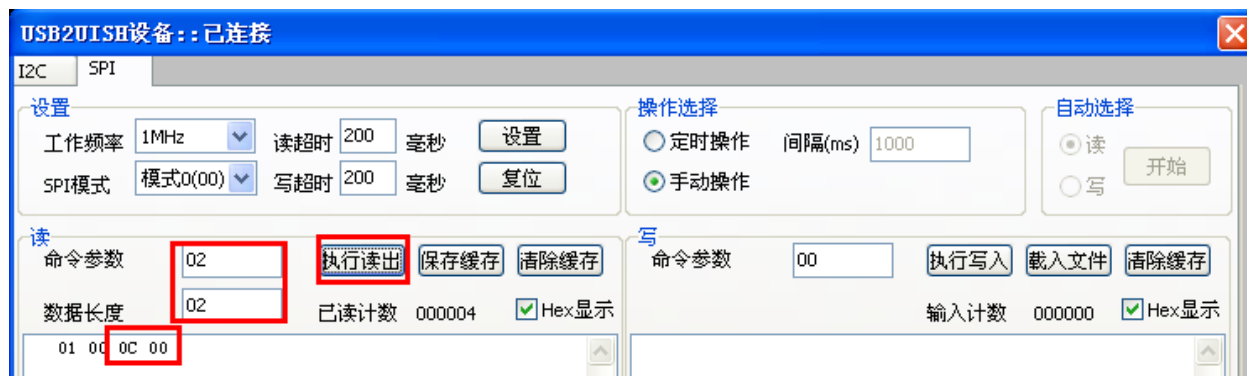 USB2UISH设备::已连接
I2C SPI
设置 操作选择 自动选择
工作频率 1MHz 读超时 200 毫秒 设置 定时操作 间隔(ms) 1000 读 开始
SPI模式 模式0(00) 写超时 200 毫秒 复位 手动操作 写
读 写
命令参数 02 执行读出 保存缓存 清除缓存 命令参数 00 执行写入 载入文件 清除缓存
数据长度 02 已读计数 000004 Hex显示 输入计数 000000 Hex显示
01 00 0C 00